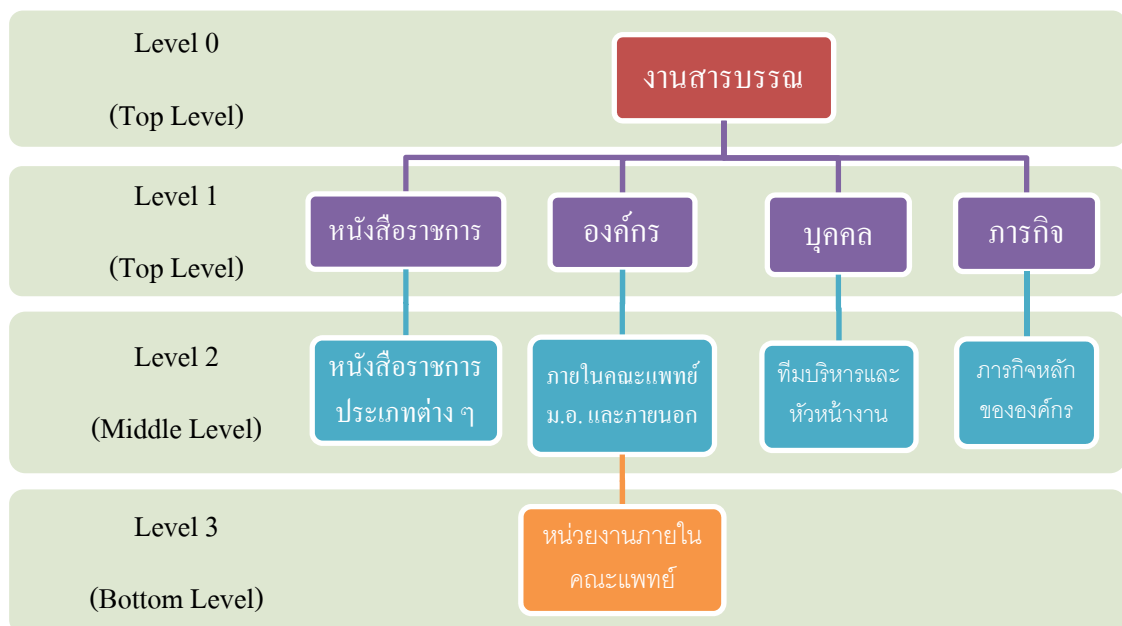 Level 0
(Top Level)
งานสารบรรณ
Level 1
(Top Level)
หนังสือราชการ
องค์กร
บุคคล
ภารกิจ
Level 2
(Middle Level)
หนังสือราชการ
ประเภทต่าง ๆ
ภายในคณะแพทย์
ม.อ. และภายนอก
ทีมบริหารและ
หัวหน้างาน
ภารกิจหลัก
ขององค์กร
Level 3
(Bottom Level)
หน่วยงานภายใน
คณะแพทย์